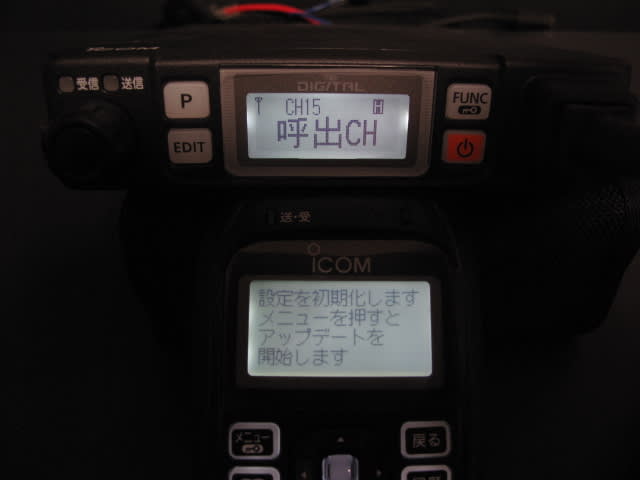 ICOM
受信 送信
P
EDIT
DIGITAL
CH15 H
呼出CH
FUNC
送・受
ICOM
設定を初期化します
メニューを押すと
アップデートを
開始します
メニュー
戻る